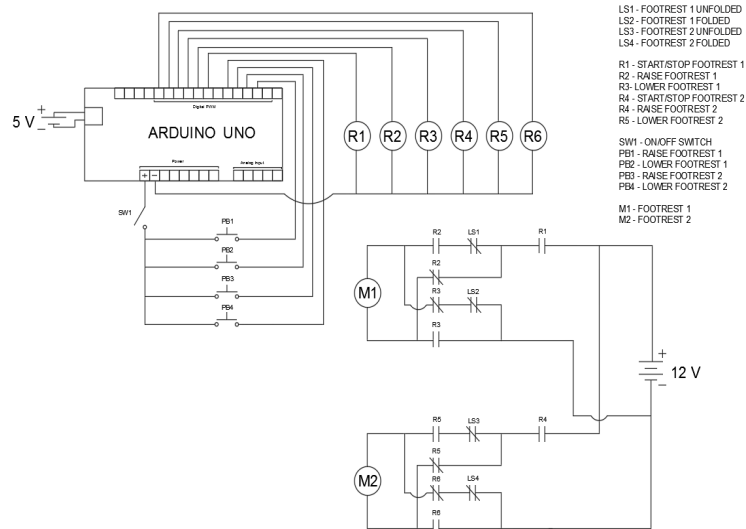 LS1 - FOOTREST 1 UNFOLDED
LS2 - FOOTREST 1 FOLDED
LS3 - FOOTREST 2 UNFOLDED
LS4 - FOOTREST 2 FOLDED
R1 - START/STOP FOOTREST 1
R2 - RAISE FOOTREST 1
R3- LOWER FOOTREST 1
R4 - START/STOP FOOTREST 2
R4 - RAISE FOOTREST 2
R5 - LOWER FOOTREST 2
SW1 - ON/OFF SWITCH
PB1 - RAISE FOOTREST 1
PB2 - LOWER FOOTREST 1
PB3 - RAISE FOOTREST 2
PB4 - LOWER FOOTREST 2
M1 - FOOTREST 1
M2 - FOOTREST 2
5 V
+
−
Digital PWM
ARDUINO UNO
Power
Analog Input
+ −
R1 R2 R3 R4 R5 R6
SW1
PB1
PB2
PB3
PB4
R2 LS1 R1
R2
M1
R3 LS2
R3
+
12 V
−
R5 LS3 R4
R5
M2
R6 LS4
R6